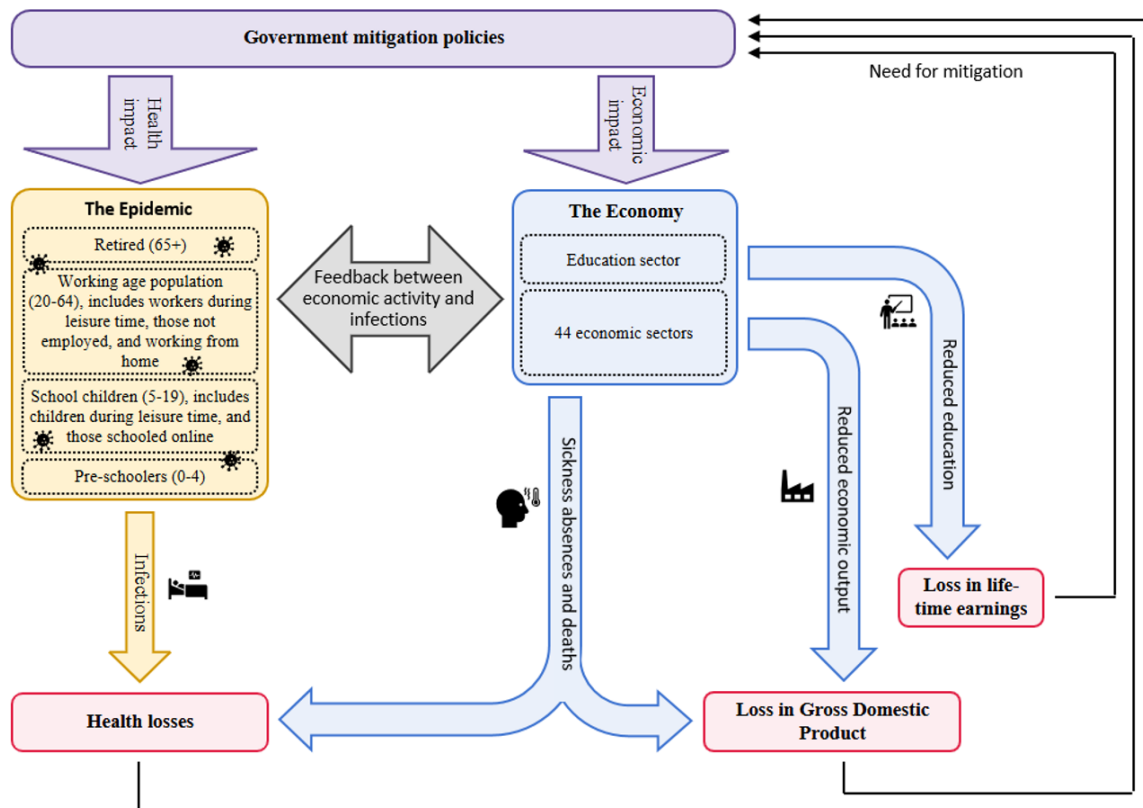 Government mitigation policies
Need for mitigation
Health
impact
Economic
impact
The Epidemic
Retired (65+)
Working age population
(20-64), includes workers during
leisure time, those not
employed, and working from
home
School children (5-19), includes
children during leisure time, and
those schooled online
Pre-schoolers (0-4)
Feedback between
economic activity and
infections
The Economy
Education sector
44 economic sectors
Reduced education
Reduced economic output
Sickness absences and deaths
Infections
Loss in life-
time earnings
Health losses
Loss in Gross Domestic
Product